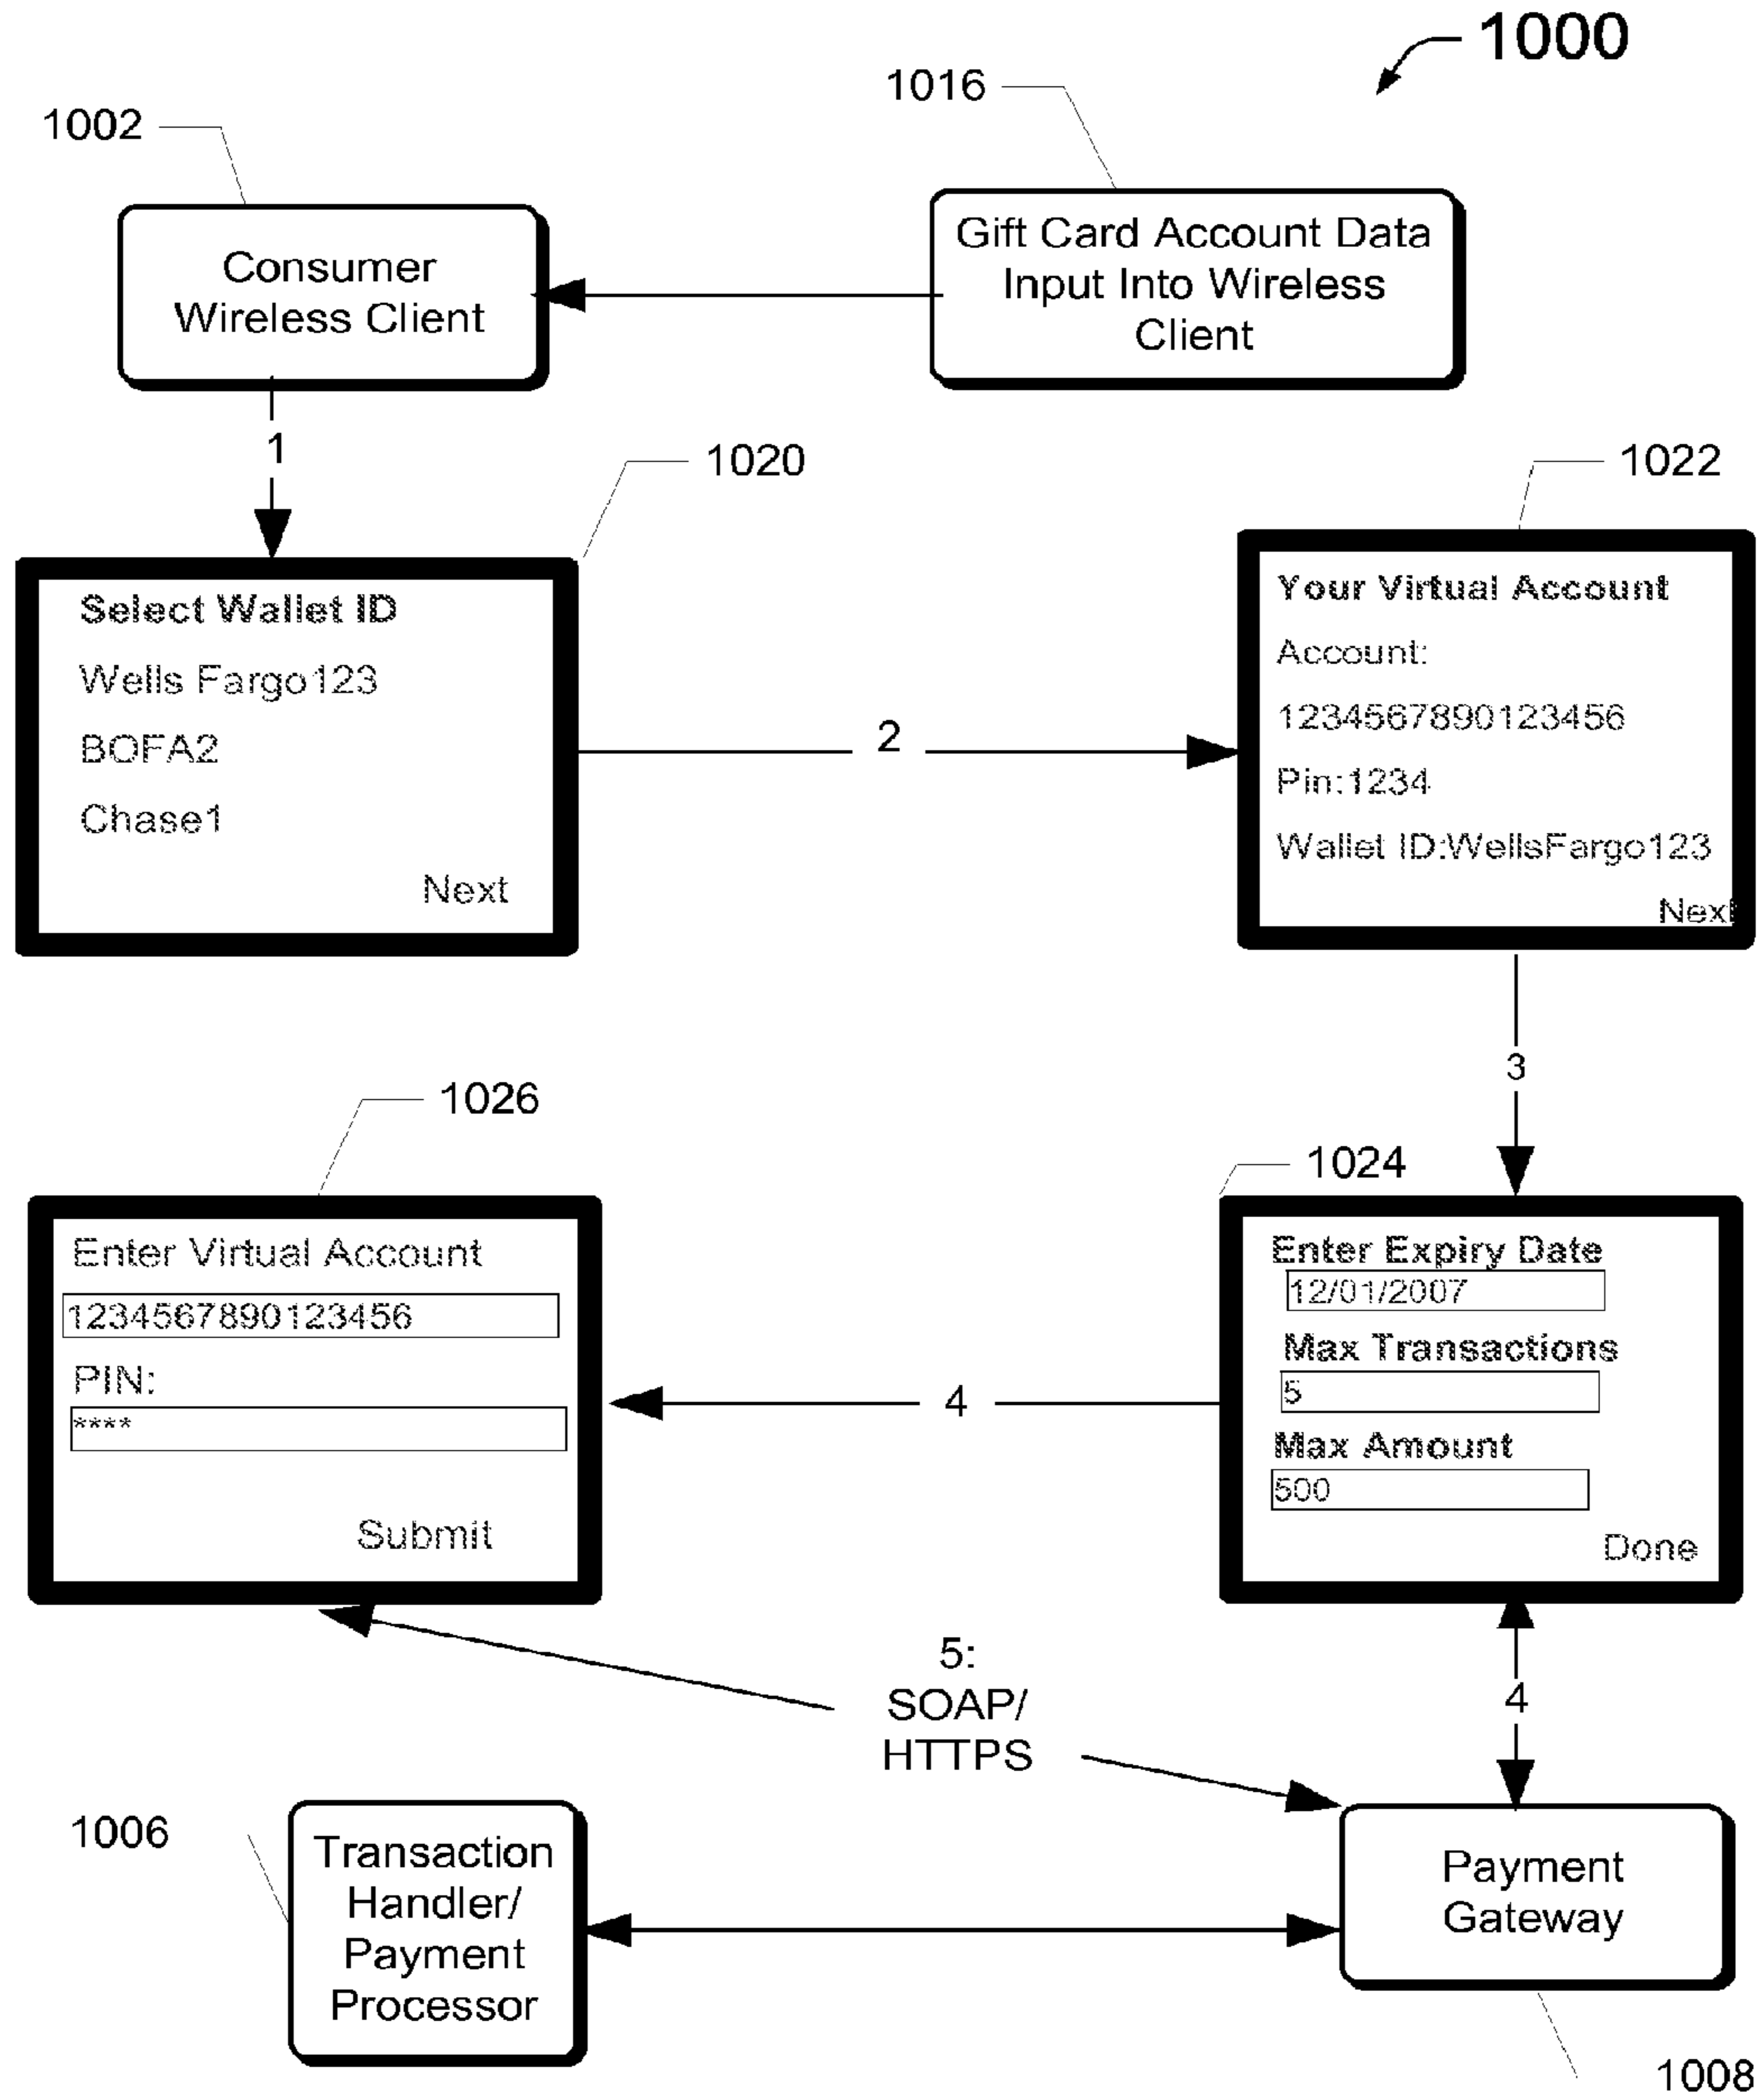 1000
1016
1002
Consumer
Wireless Client
Gift Card Account Data
Input Into Wireless
Client
1
1020
1022
Select Wallet ID
Wells Fargo123
BOFA2
Chase1
Next
2
Your Virtual Account
Account:
1234567890123456
Pin:1234
Wallet ID:WellsFargo123
Next
3
1026
1024
Enter Virtual Account
1234567890123456
PIN:
****
Submit
4
Enter Expiry Date
12/01/2007
Max Transactions
5
Max Amount
500
Done
5:
SOAP/
HTTPS
4
1006
Transaction
Handler/
Payment
Processor
Payment
Gateway
1008